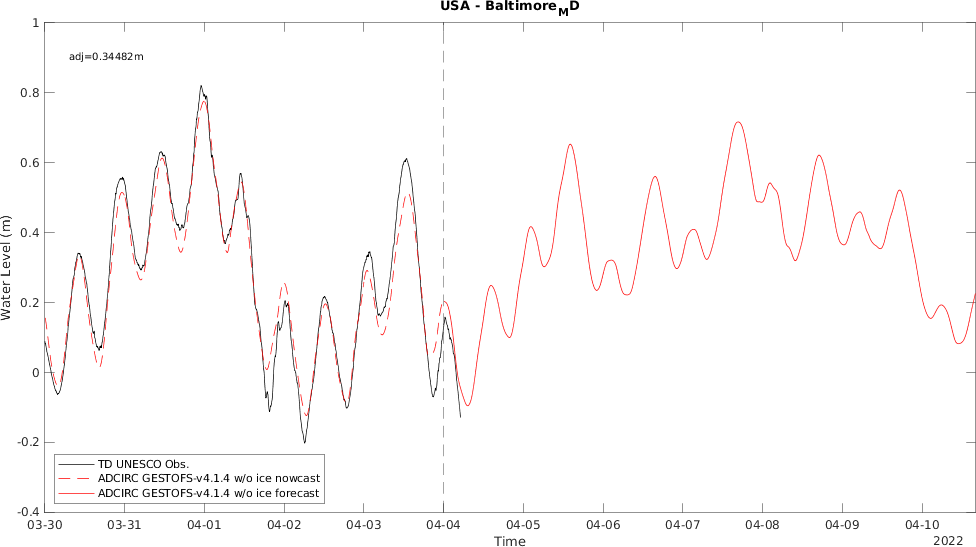 USA - Baltimore_MD
adj=0.34482m
Water Level (m)
1
0.8
0.6
0.4
0.2
0
-0.2
-0.4
TD UNESCO Obs.
ADCIRC GESTOFS-v4.1.4 w/o ice nowcast
ADCIRC GESTOFS-v4.1.4 w/o ice forecast
03-30 03-31 04-01 04-02 04-03 04-04 04-05 04-06 04-07 04-08 04-09 04-10
Time
2022